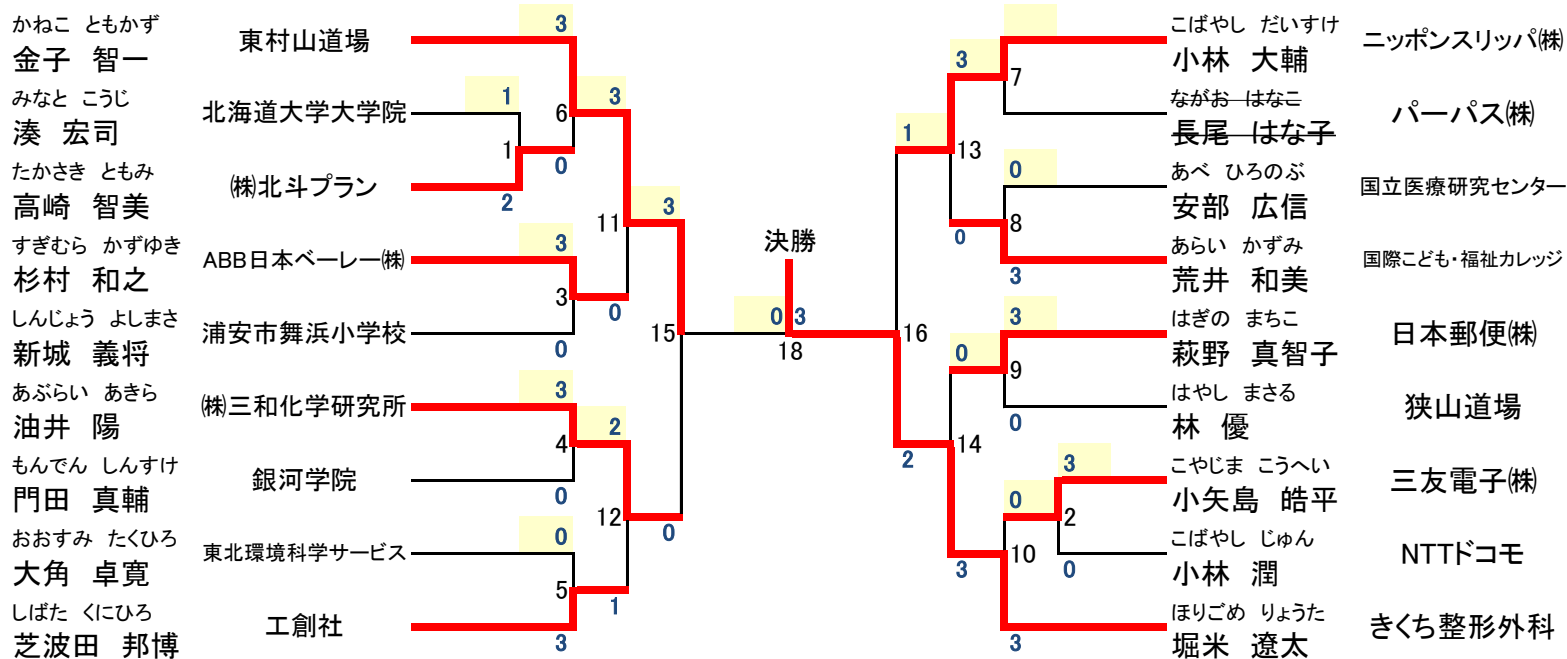 かねこ ともかず
金子 智一
東村山道場
3
みなと こうじ
湊 宏司
北海道大学大学院
1
6
3
1
0
たかさき ともみ
高崎 智美
㈱北斗プラン
2
11
3
すぎむら かずゆき
杉村 和之
ABB日本ベーレー㈱
3
3
0
しんじょう よしまさ
新城 義将
浦安市舞浜小学校
0
15
あぶらい あきら
油井 陽
㈱三和化学研究所
3
2
4
もんでん しんすけ
門田 真輔
銀河学院
0
12
0
おおすみ たくひろ
大角 卓寛
東北環境科学サービス
0
5
1
しばた くにひろ
芝波田 邦博
工創社
3
決勝
0
3
18
こばやし だいすけ
小林 大輔
ニッポンスリッパ㈱
3
7
ながお はなこ
長尾 はな子
パーパス㈱
1
13
あべ ひろのぶ
安部 広信
国立医療研究センター
0
8
0
あらい かずみ
荒井 和美
国際こども・福祉カレッジ
3
16
はぎの まちこ
萩野 真智子
日本郵便㈱
3
0
9
はやし まさる
林 優
狭山道場
0
14
2
こやじま こうへい
小矢島 皓平
三友電子㈱
3
0
2
こばやし じゅん
小林 潤
NTTドコモ
0
10
3
ほりごめ りょうた
堀米 遼太
きくち整形外科
3